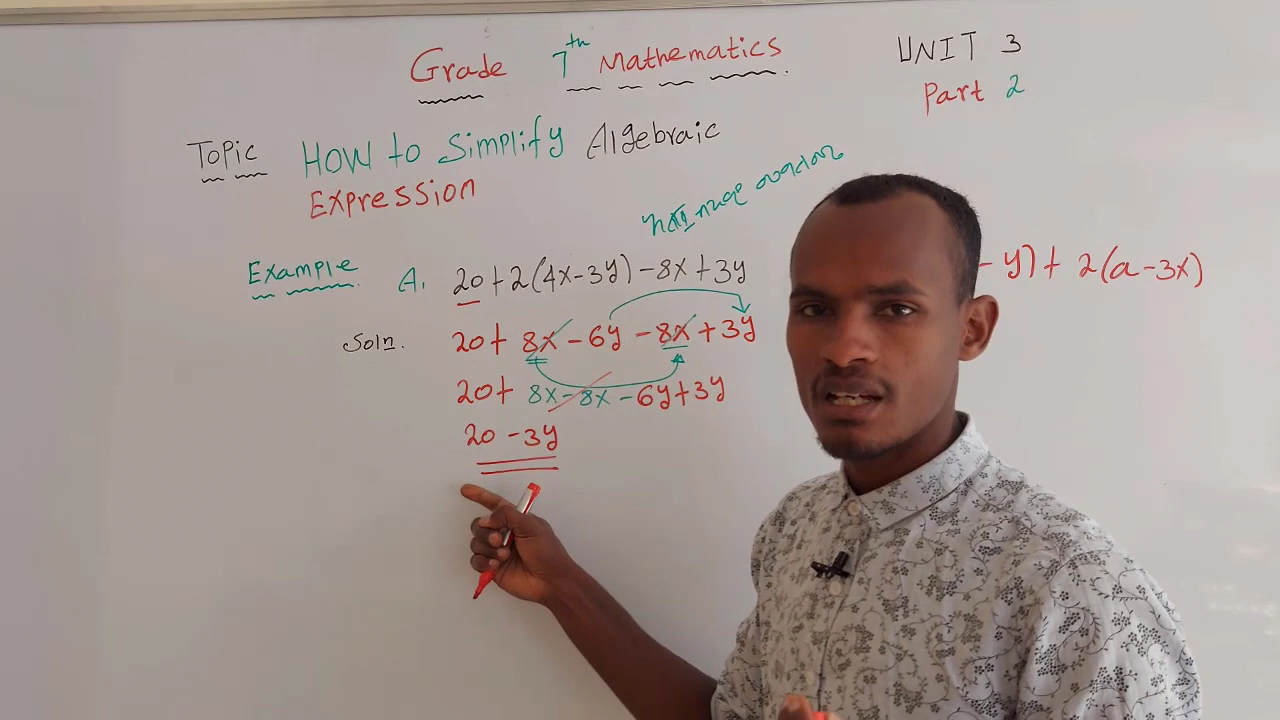 Grade 7th Mathematics
UNIT 3
Part 2
Topic How to Simplify Algebraic
Expression
Example A. 20+2(4x-3y)-8x+3y
- y)+ 2(a-3x)
Soln. 20+ 8x-6y-8x+3y
20+ 8x-8x-6y+3y
20 -3y